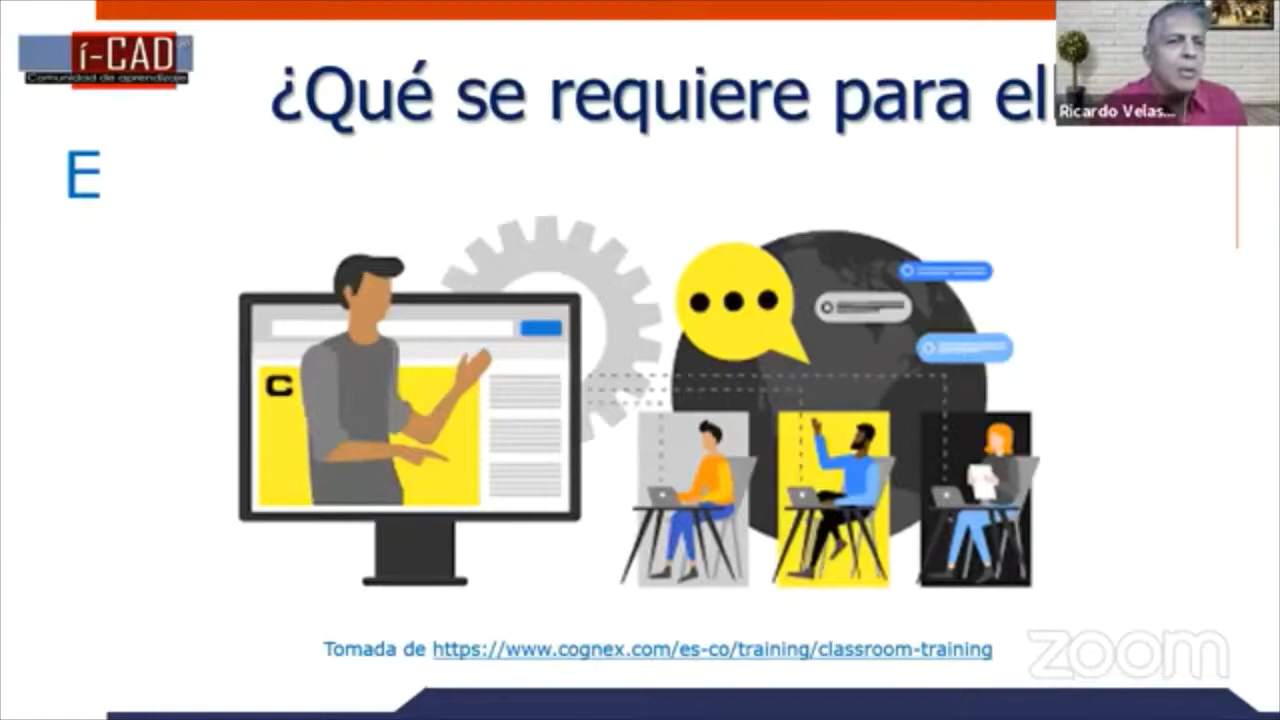 í-CAD
Comunidad de aprendizaje
¿Qué se requiere para el
Ricardo Velas...
E
C
Tomada de https://www.cognex.com/es-co/training/classroom-training
zoom